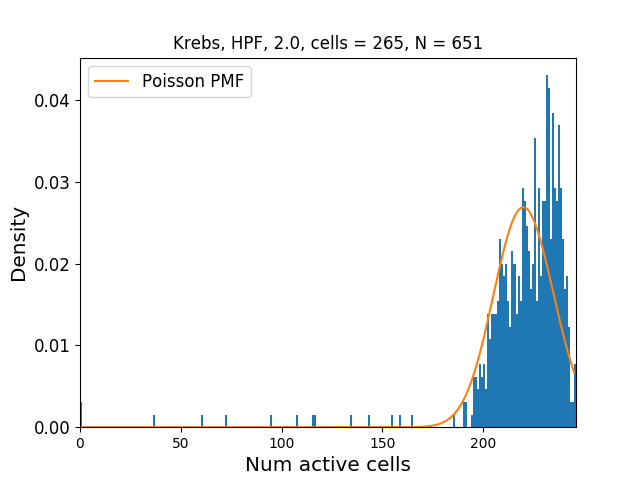 Krebs, HPF, 2.0, cells = 265, N = 651
Poisson PMF
0.04
0.03
0.02
0.01
0.00
Density
0 50 100 150 200
Num active cells